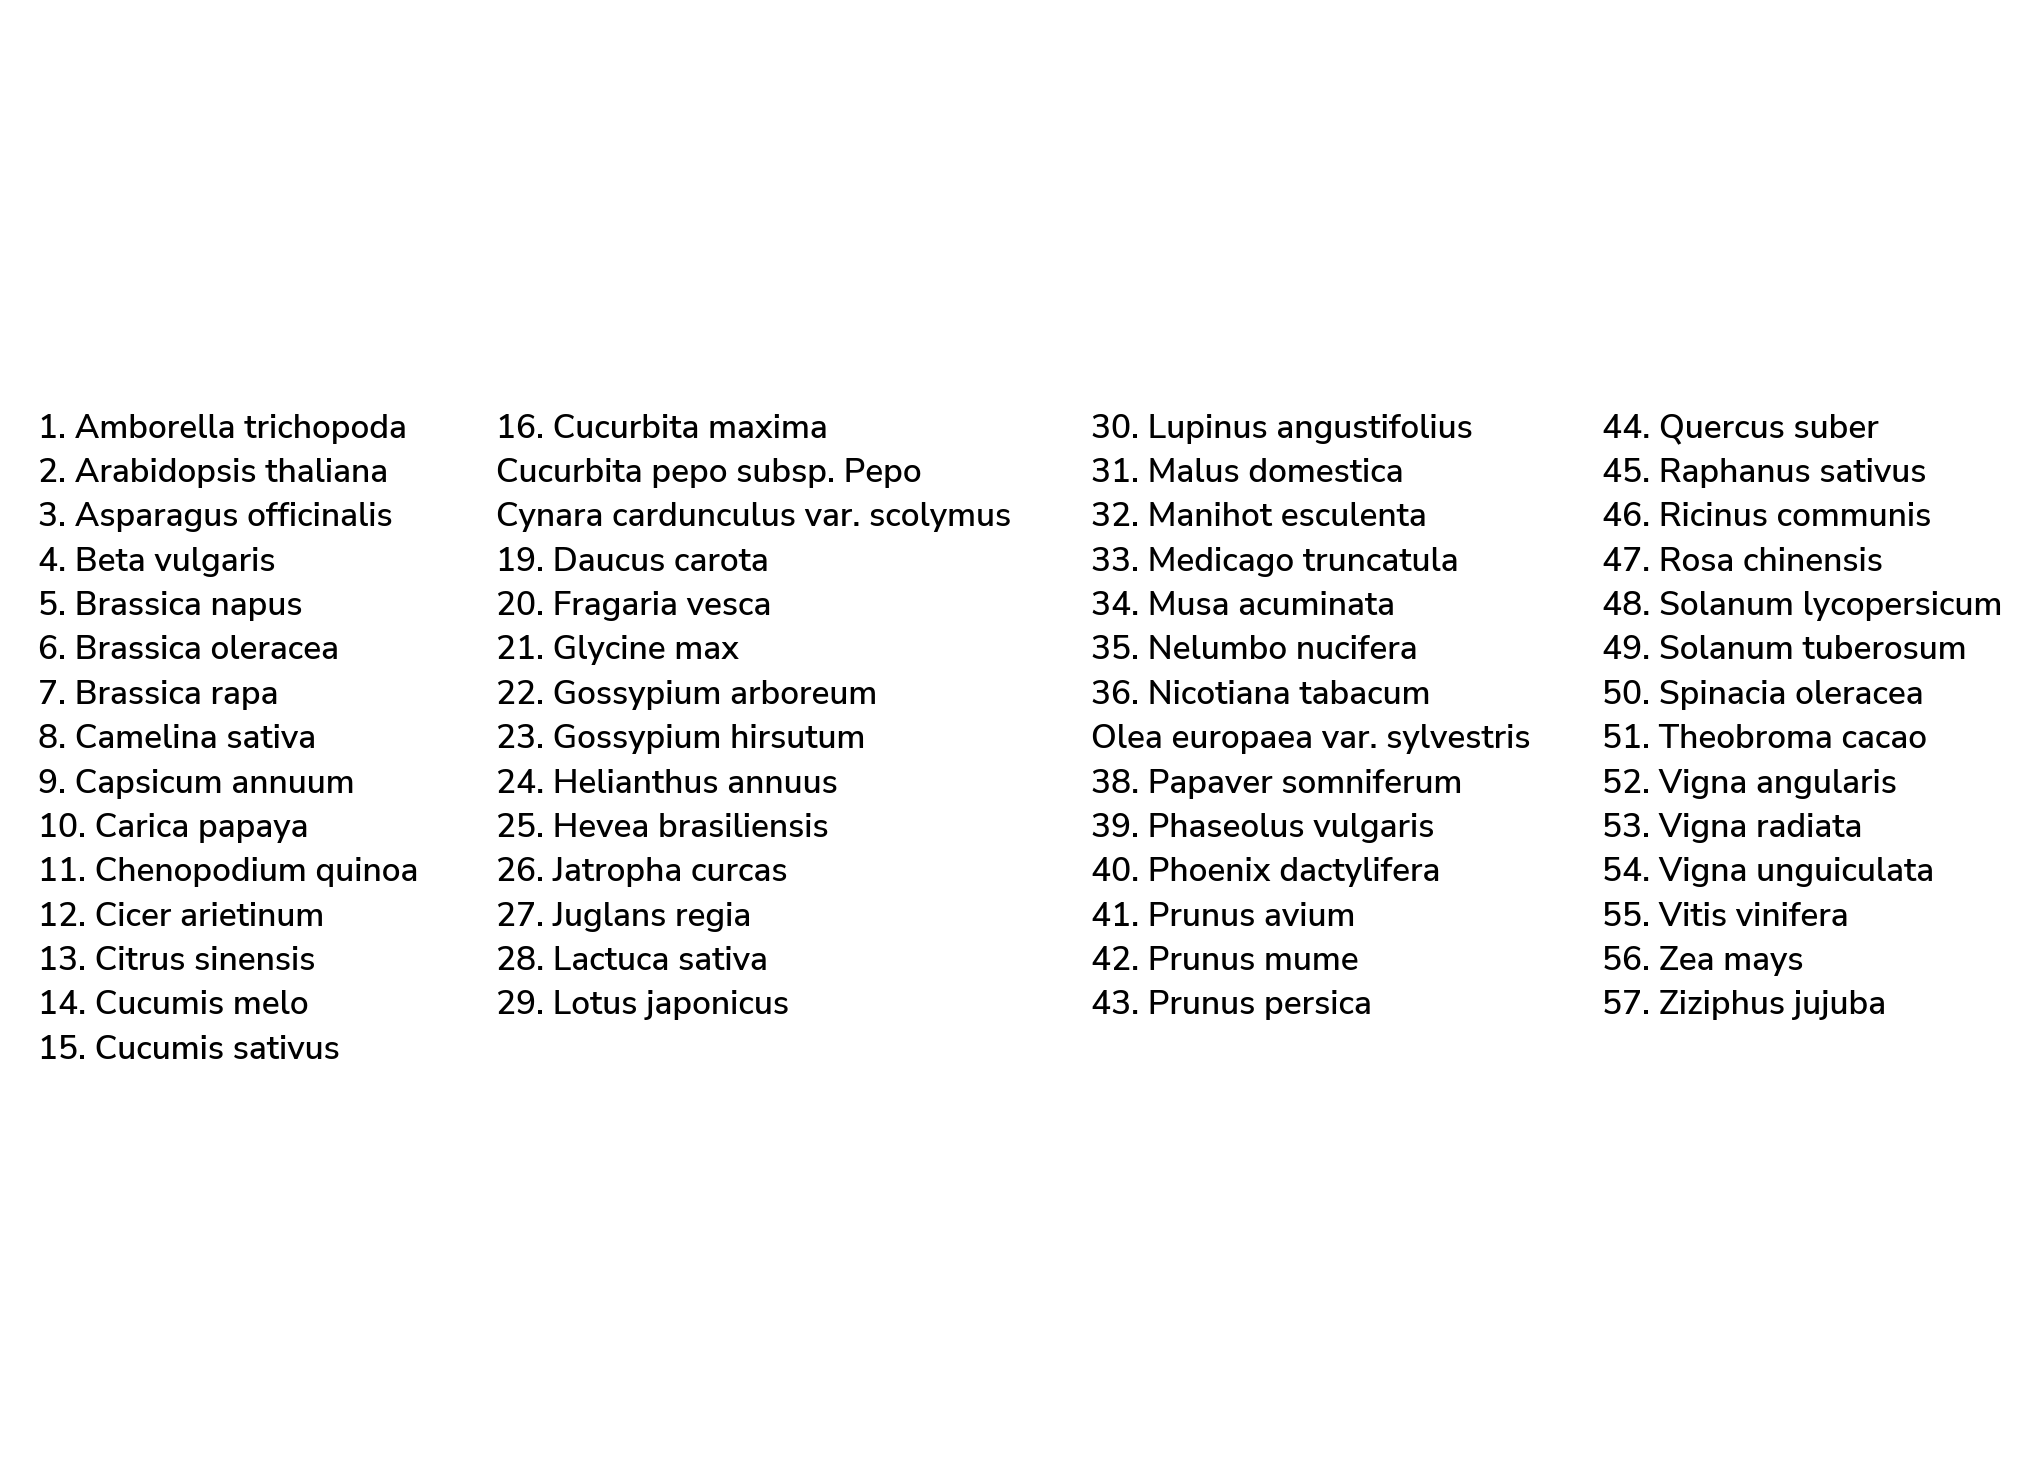 1. Amborella trichopoda
2. Arabidopsis thaliana
3. Asparagus officinalis
4. Beta vulgaris
5. Brassica napus
6. Brassica oleracea
7. Brassica rapa
8. Camelina sativa
9. Capsicum annuum
10. Carica papaya
11. Chenopodium quinoa
12. Cicer arietinum
13. Citrus sinensis
14. Cucumis melo
15. Cucumis sativus
16. Cucurbita maxima
Cucurbita pepo subsp. Pepo
Cynara cardunculus var. scolymus
19. Daucus carota
20. Fragaria vesca
21. Glycine max
22. Gossypium arboreum
23. Gossypium hirsutum
24. Helianthus annuus
25. Hevea brasiliensis
26. Jatropha curcas
27. Juglans regia
28. Lactuca sativa
29. Lotus japonicus
30. Lupinus angustifolius
31. Malus domestica
32. Manihot esculenta
33. Medicago truncatula
34. Musa acuminata
35. Nelumbo nucifera
36. Nicotiana tabacum
Olea europaea var. sylvestris
38. Papaver somniferum
39. Phaseolus vulgaris
40. Phoenix dactylifera
41. Prunus avium
42. Prunus mume
43. Prunus persica
44. Quercus suber
45. Raphanus sativus
46. Ricinus communis
47. Rosa chinensis
48. Solanum lycopersicum
49. Solanum tuberosum
50. Spinacia oleracea
51. Theobroma cacao
52. Vigna angularis
53. Vigna radiata
54. Vigna unguiculata
55. Vitis vinifera
56. Zea mays
57. Ziziphus jujuba